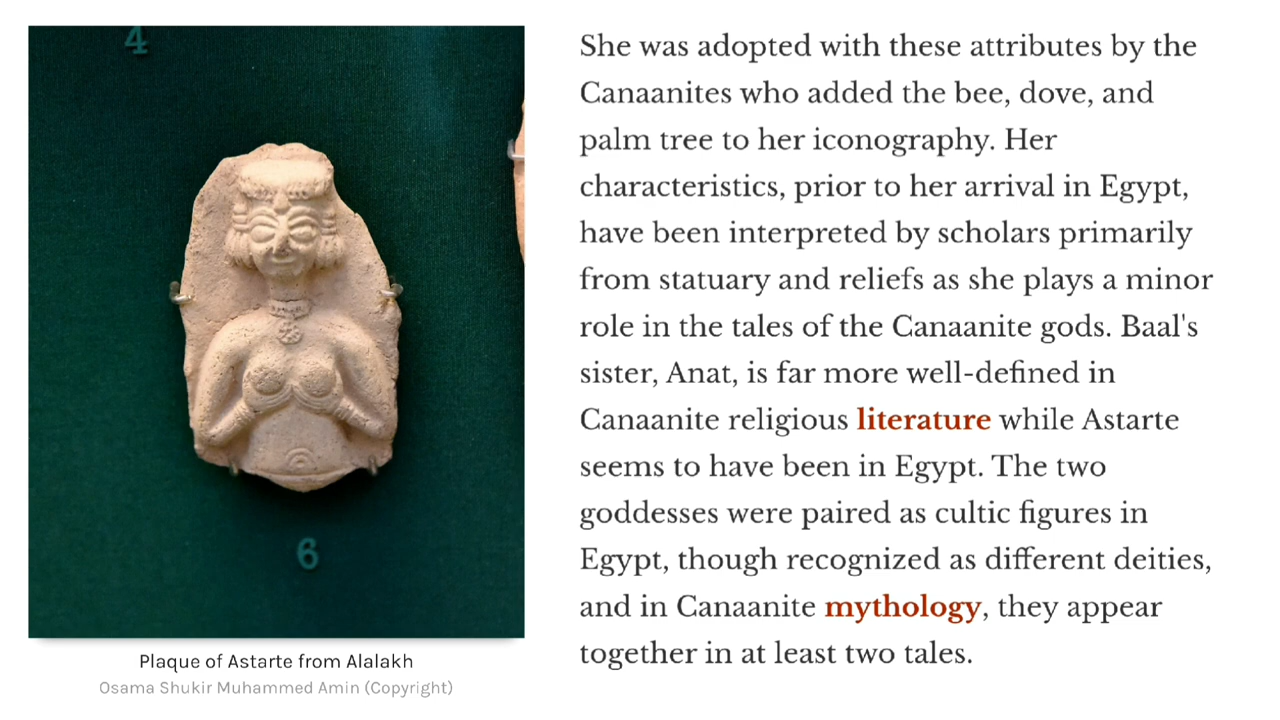 4
6
Plaque of Astarte from Alalakh
Osama Shukir Muhammed Amin (Copyright)
She was adopted with these attributes by the
Canaanites who added the bee, dove, and
palm tree to her iconography. Her
characteristics, prior to her arrival in Egypt,
have been interpreted by scholars primarily
from statuary and reliefs as she plays a minor
role in the tales of the Canaanite gods. Baal's
sister, Anat, is far more well-defined in
Canaanite religious literature while Astarte
seems to have been in Egypt. The two
goddesses were paired as cultic figures in
Egypt, though recognized as different deities,
and in Canaanite mythology, they appear
together in at least two tales.